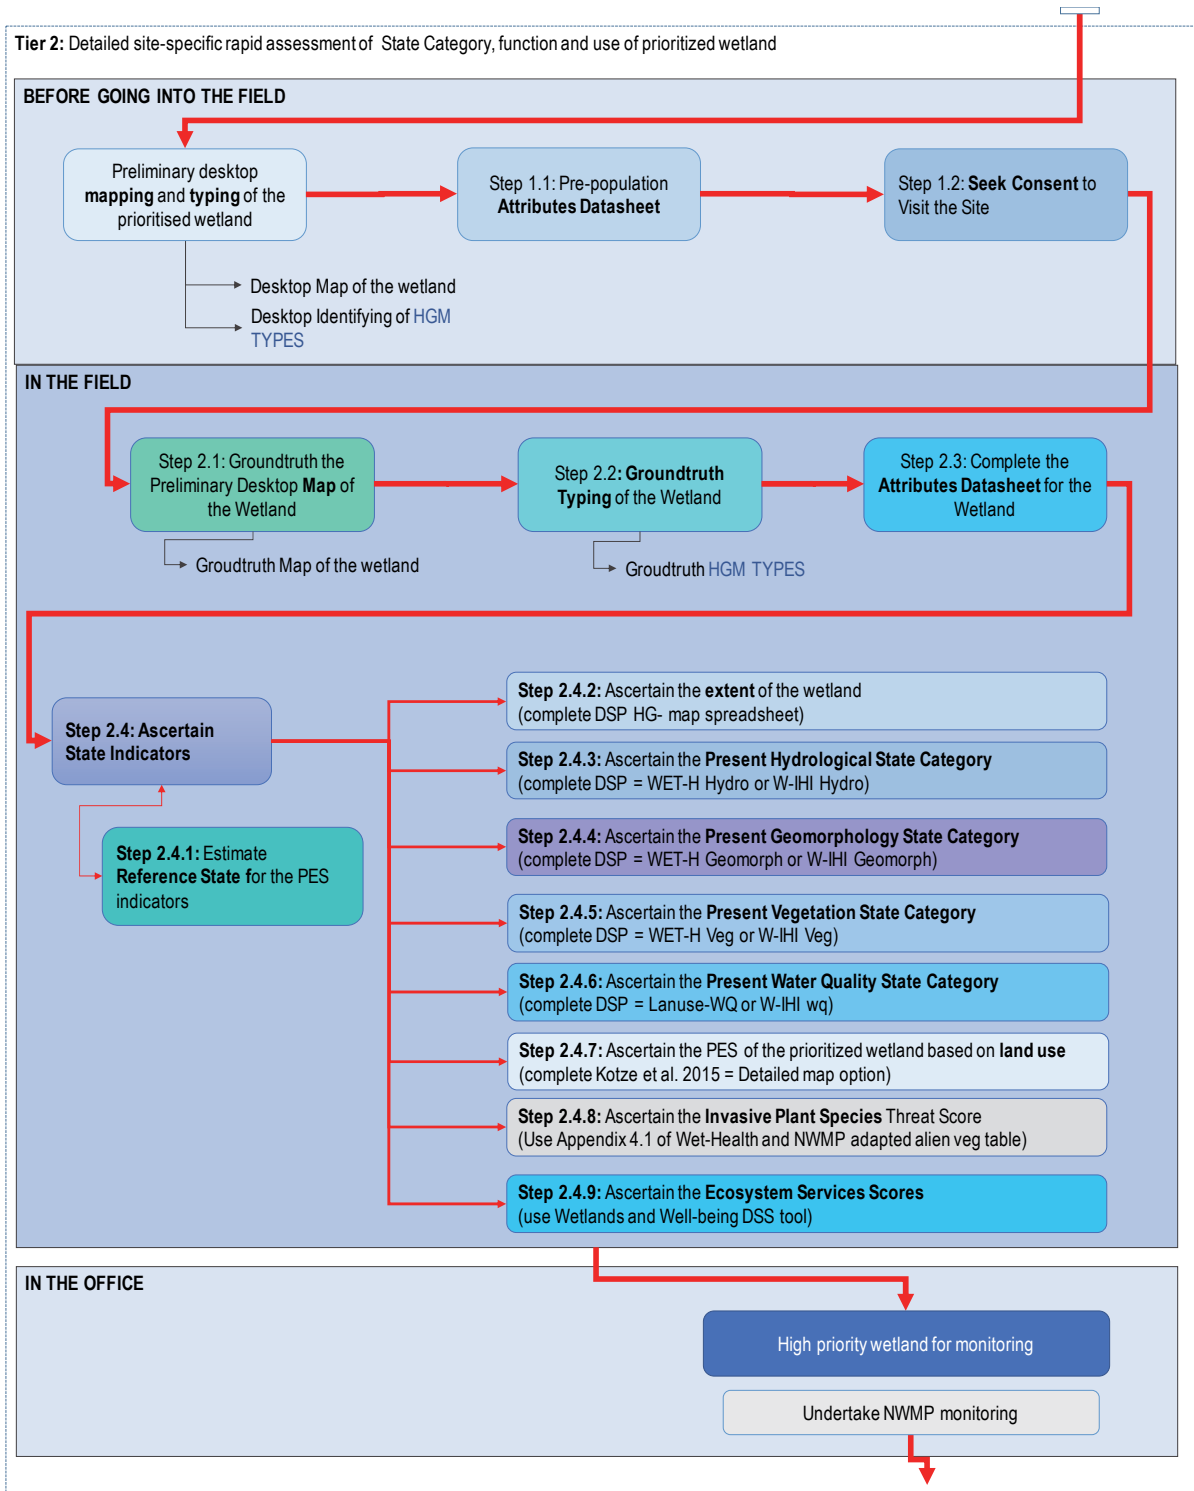 Tier 2: Detailed site-specific rapid assessment of State Category, function and use of prioritized wetland
BEFORE GOING INTO THE FIELD
Preliminary desktop
mapping and typing of the
prioritised wetland
Step 1.1: Pre-population
Attributes Datasheet
Step 1.2: Seek Consent to
Visit the Site
Desktop Map of the wetland
Desktop Identifying of HGM
TYPES
IN THE FIELD
Step 2.1: Groundtruth the
Preliminary Desktop Map of
the Wetland
Step 2.2: Groundtruth
Typing of the Wetland
Step 2.3: Complete the
Attributes Datasheet for the
Wetland
Groudtruth Map of the wetland
Groudtruth HGM TYPES
Step 2.4: Ascertain
State Indicators
Step 2.4.1: Estimate
Reference State for the PES
indicators
Step 2.4.2: Ascertain the extent of the wetland
(complete DSP HG- map spreadsheet)
Step 2.4.3: Ascertain the Present Hydrological State Category
(complete DSP = WET-H Hydro or W-IHI Hydro)
Step 2.4.4: Ascertain the Present Geomorphology State Category
(complete DSP = WET-H Geomorph or W-IHI Geomorph)
Step 2.4.5: Ascertain the Present Vegetation State Category
(complete DSP = WET-H Veg or W-IHI Veg)
Step 2.4.6: Ascertain the Present Water Quality State Category
(complete DSP = Lanuse-WQ or W-IHI wq)
Step 2.4.7: Ascertain the PES of the prioritized wetland based on land use
(complete Kotze et al. 2015 = Detailed map option)
Step 2.4.8: Ascertain the Invasive Plant Species Threat Score
(Use Appendix 4.1 of Wet-Health and NWMP adapted alien veg table)
Step 2.4.9: Ascertain the Ecosystem Services Scores
(use Wetlands and Well-being DSS tool)
IN THE OFFICE
High priority wetland for monitoring
Undertake NWMP monitoring